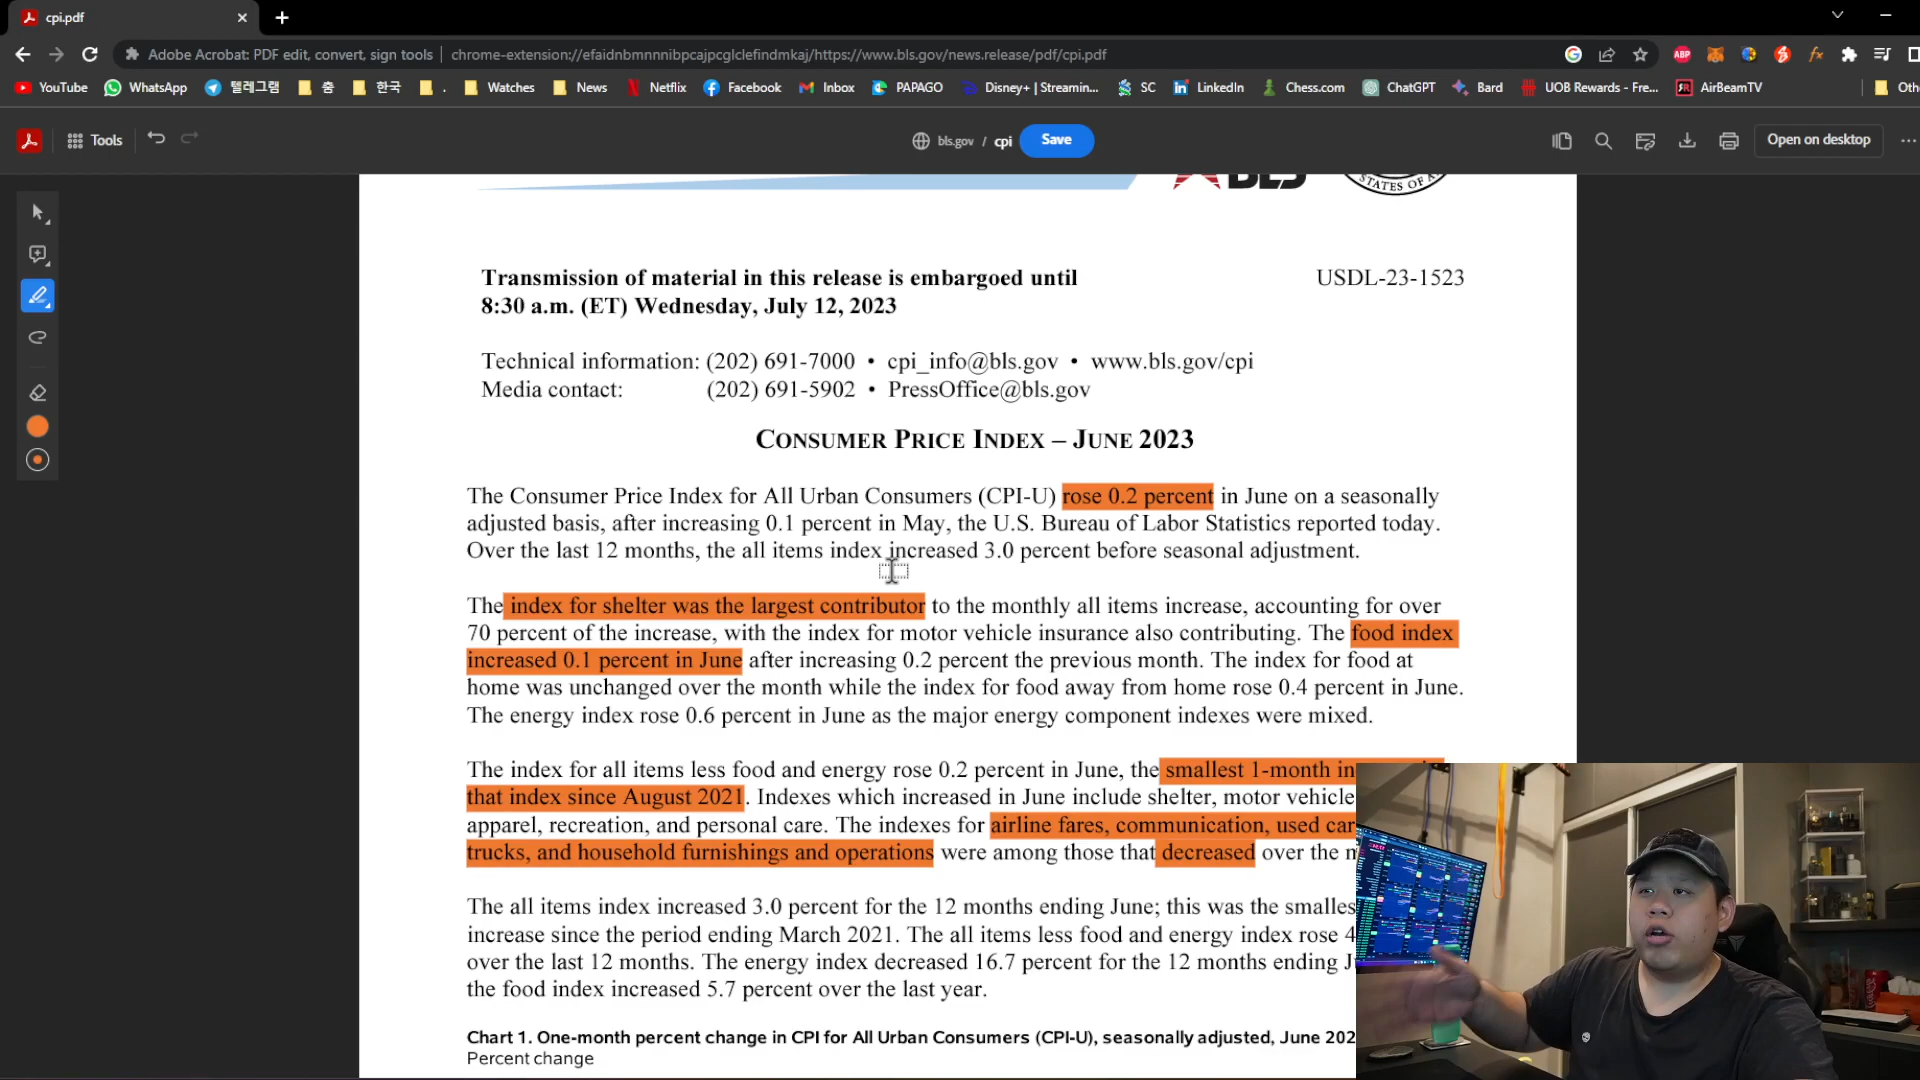 cpi.pdf
Adobe Acrobat: PDF edit, convert, sign tools
chrome-extension://efaidnbmnnnibpcajpcglclefindmkaj/https://www.bls.gov/news.release/pdf/cpi.pdf
ABP
YouTube
WhatsApp
텔레그램
춤
한국
.
Watches
News
Netflix
Facebook
Inbox
PAPAGO
Disney+ | Streamin...
SC
LinkedIn
Chess.com
ChatGPT
Bard
UOB Rewards - Fre...
AirBeamTV
Tools
bls.gov / cpi
Save
Open on desktop
BLS
STATES OF
Transmission of material in this release is embargoed until
USDL-23-1523
8:30 a.m. (ET) Wednesday, July 12, 2023
Technical information: (202) 691-7000 • cpi_info@bls.gov • www.bls.gov/cpi
Media contact: (202) 691-5902 • PressOffice@bls.gov
CONSUMER PRICE INDEX – JUNE 2023
The Consumer Price Index for All Urban Consumers (CPI-U) rose 0.2 percent in June on a seasonally
adjusted basis, after increasing 0.1 percent in May, the U.S. Bureau of Labor Statistics reported today.
Over the last 12 months, the all items index increased 3.0 percent before seasonal adjustment.
The index for shelter was the largest contributor to the monthly all items increase, accounting for over
70 percent of the increase, with the index for motor vehicle insurance also contributing. The food index
increased 0.1 percent in June after increasing 0.2 percent the previous month. The index for food at
home was unchanged over the month while the index for food away from home rose 0.4 percent in June.
The energy index rose 0.6 percent in June as the major energy component indexes were mixed.
The index for all items less food and energy rose 0.2 percent in June, the smallest 1-month in
that index since August 2021. Indexes which increased in June include shelter, motor vehicle
apparel, recreation, and personal care. The indexes for airline fares, communication, used car
trucks, and household furnishings and operations were among those that decreased over the
The all items index increased 3.0 percent for the 12 months ending June; this was the smalles
increase since the period ending March 2021. The all items less food and energy index rose 4
over the last 12 months. The energy index decreased 16.7 percent for the 12 months ending
the food index increased 5.7 percent over the last year.
Chart 1. One-month percent change in CPI for All Urban Consumers (CPI-U), seasonally adjusted, June 202
Percent change